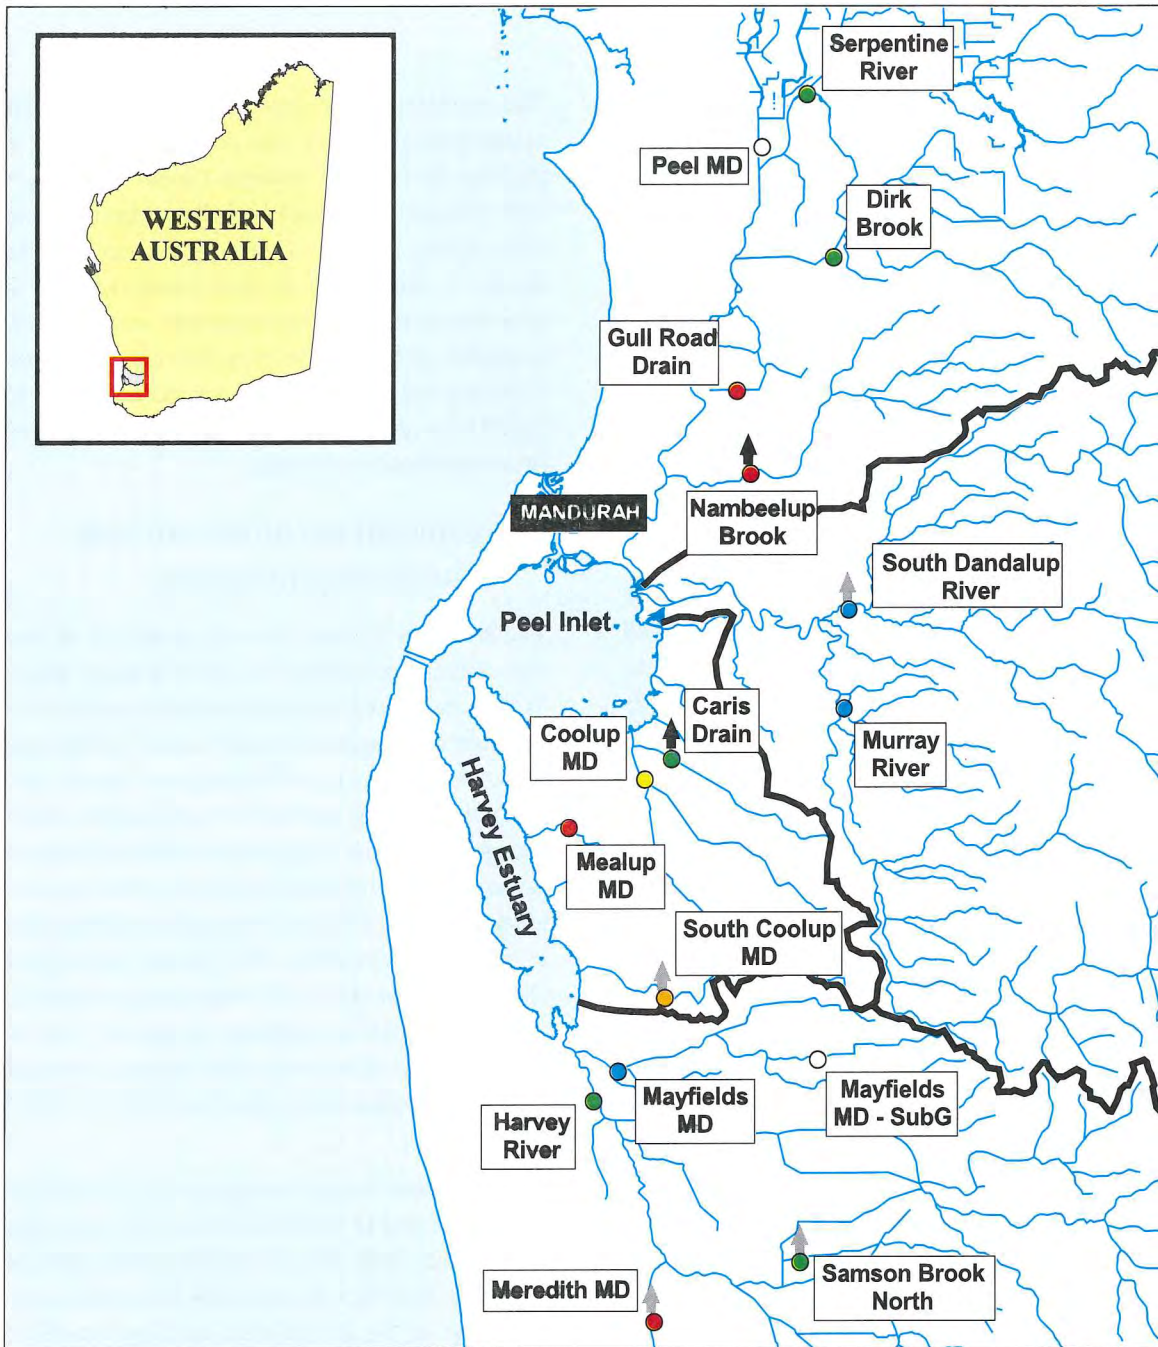 WESTERN
AUSTRALIA
Serpentine
River
Peel MD
Dirk
Brook
Gull Road
Drain
MANDURAH
Nambeelup
Brook
South Dandalup
River
Peel Inlet
Caris
Drain
Coolup
MD
Murray
River
Harvey Estuary
Mealup
MD
South Coolup
MD
Mayfields
MD
Mayfields
MD - SubG
Harvey
River
Samson Brook
North
Meredith MD